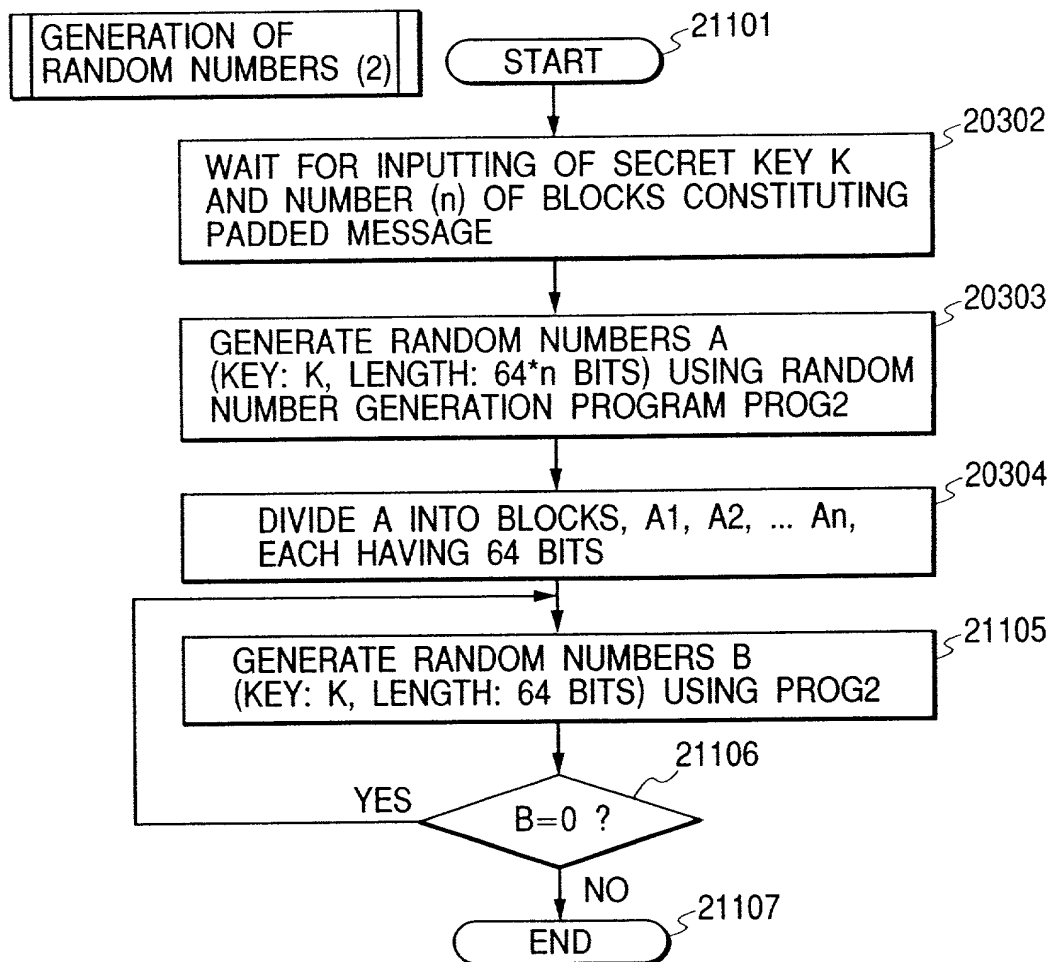 GENERATION OF
RANDOM NUMBERS (2)
21101
START
20302
WAIT FOR INPUTTING OF SECRET KEY K
AND NUMBER (n) OF BLOCKS CONSTITUTING
PADDED MESSAGE
20303
GENERATE RANDOM NUMBERS A
(KEY: K, LENGTH: 64*n BITS) USING RANDOM
NUMBER GENERATION PROGRAM PROG2
20304
DIVIDE A INTO BLOCKS, A1, A2, ... An,
EACH HAVING 64 BITS
21105
GENERATE RANDOM NUMBERS B
(KEY: K, LENGTH: 64 BITS) USING PROG2
21106
YES
B=0 ?
NO
21107
END